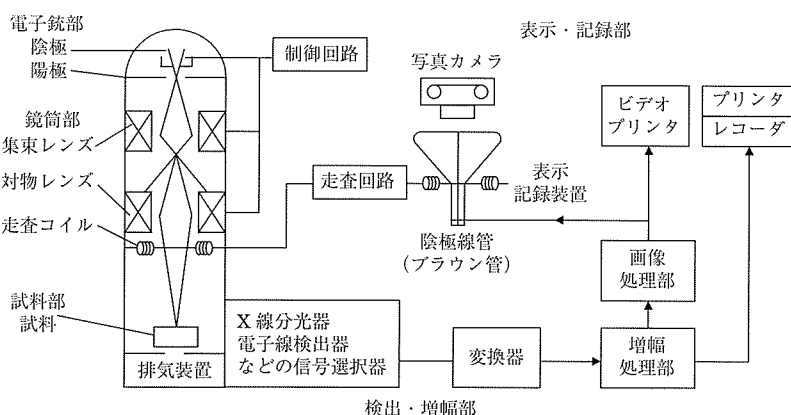 電子銃部
陰極
陽極
鏡筒部
集束レンズ
対物レンズ
走査コイル
試料部
試料
排気装置
制御回路
走査回路
X線分光器
電子線検出器
などの信号選択器
検出・増幅部
変換器
増幅
処理部
画像
処理部
表示・記録部
写真カメラ
表示
記録装置
陰極線管
(ブラウン管)
ビデオ
プリンタ
プリンタ
レコーダ